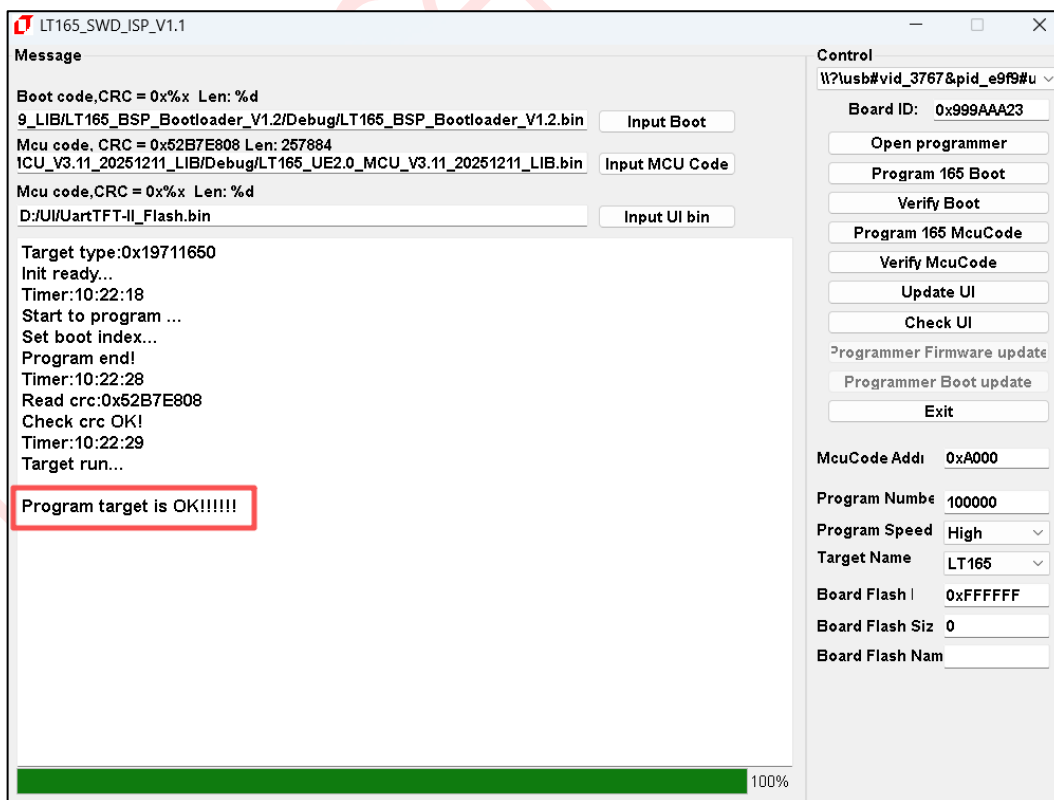 LT165_SWD_ISP_V1.1
Message
Boot code,CRC = 0x%x Len: %d
9_LIB/LT165_BSP_Bootloader_V1.2/Debug/LT165_BSP_Bootloader_V1.2.bin
Input Boot
Mcu code, CRC = 0x52B7E808 Len: 257884
ICU_V3.11_20251211_LIB/Debug/LT165_UE2.0_MCU_V3.11_20251211_LIB.bin
Input MCU Code
Mcu code,CRC = 0x%x Len: %d
D:/UI/UartTFT-II_Flash.bin
Input UI bin
Target type:0x19711650
Init ready...
Timer:10:22:18
Start to program ...
Set boot index...
Program end!
Timer:10:22:28
Read crc:0x52B7E808
Check crc OK!
Timer:10:22:29
Target run...
Program target is OK!!!!!!
100%
Control
\\?\usb#vid_3767&pid_e9f9#u
Board ID: 0x999AAA23
Open programmer
Program 165 Boot
Verify Boot
Program 165 McuCode
Verify McuCode
Update UI
Check UI
Programmer Firmware update
Programmer Boot update
Exit
McuCode Addr 0xA000
Program Numbe 100000
Program Speed High
Target Name LT165
Board Flash I 0xFFFFFF
Board Flash Siz 0
Board Flash Nam